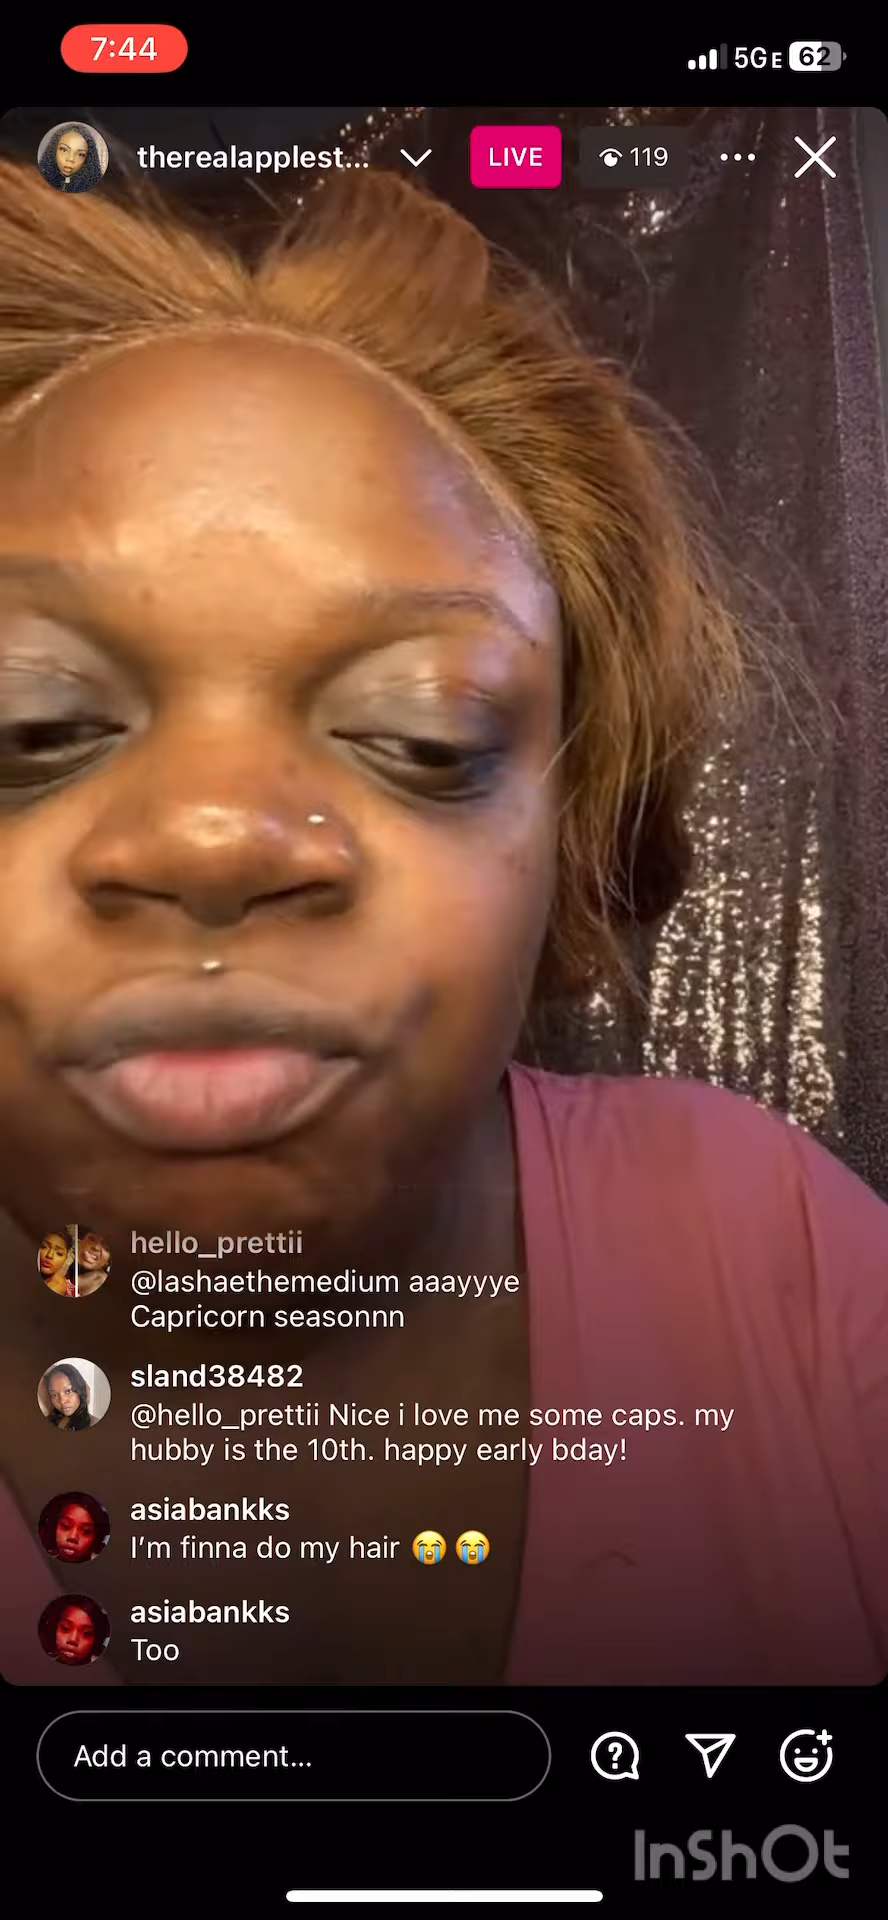 7:44
5GE 62
therealapplest...
LIVE
119
hello_prettii
@lashaethemedium aaayyye
Capricorn seasonnn
sland38482
@hello_prettii Nice i love me some caps. my
hubby is the 10th. happy early bday!
asiabankks
I'm finna do my hair 😭 😭
asiabankks
Too
Add a comment...
InShOt